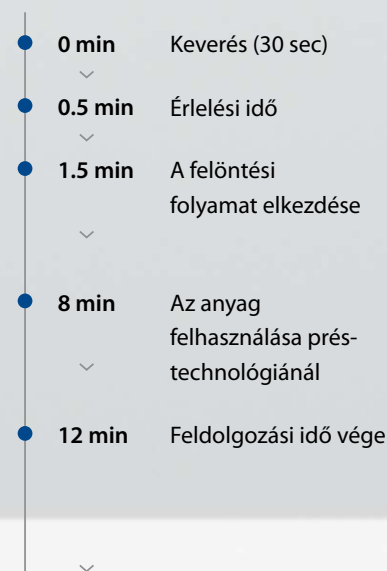 0 min Keverés (30 sec)
0.5 min Érlelési idő
1.5 min A felöntési
folyamat elkezdése
8 min Az anyag
felhasználása prés-
technológiánál
12 min Feldolgozási idő vége